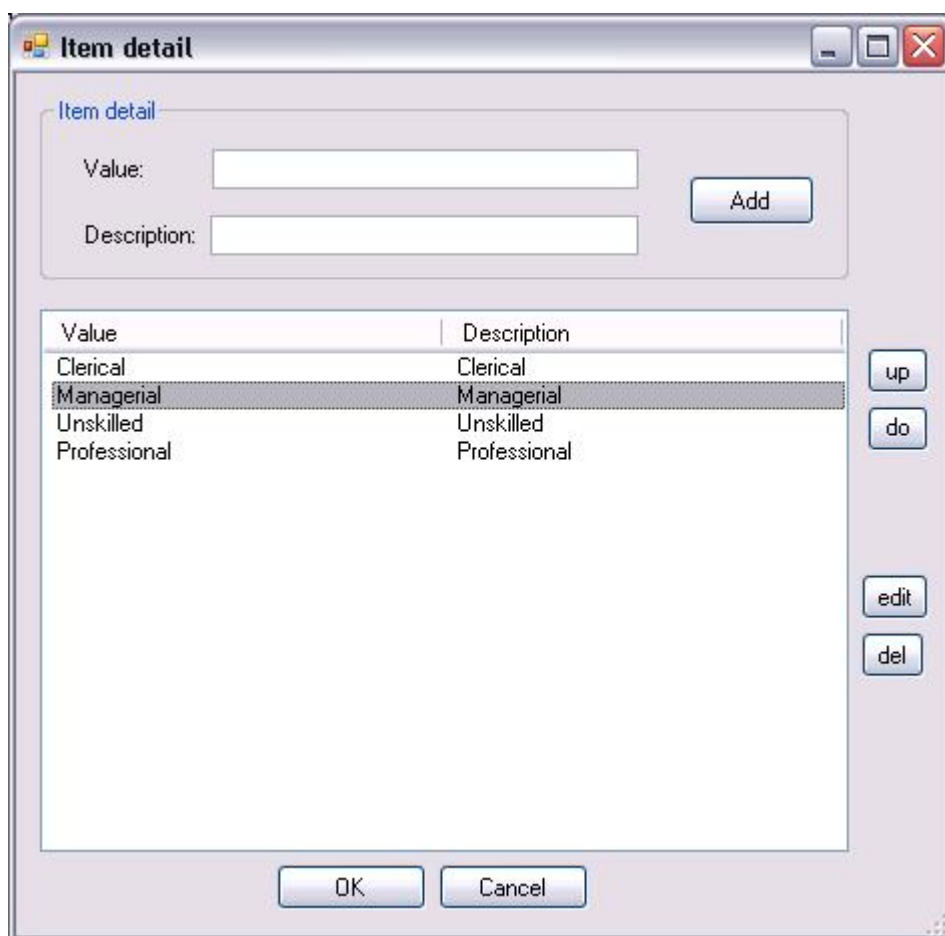 Item detail
Item detail
Value:
Add
Description:
Value Description
Clerical Clerical
Managerial Managerial
Unskilled Unskilled
Professional Professional
up
do
edit
del
OK Cancel